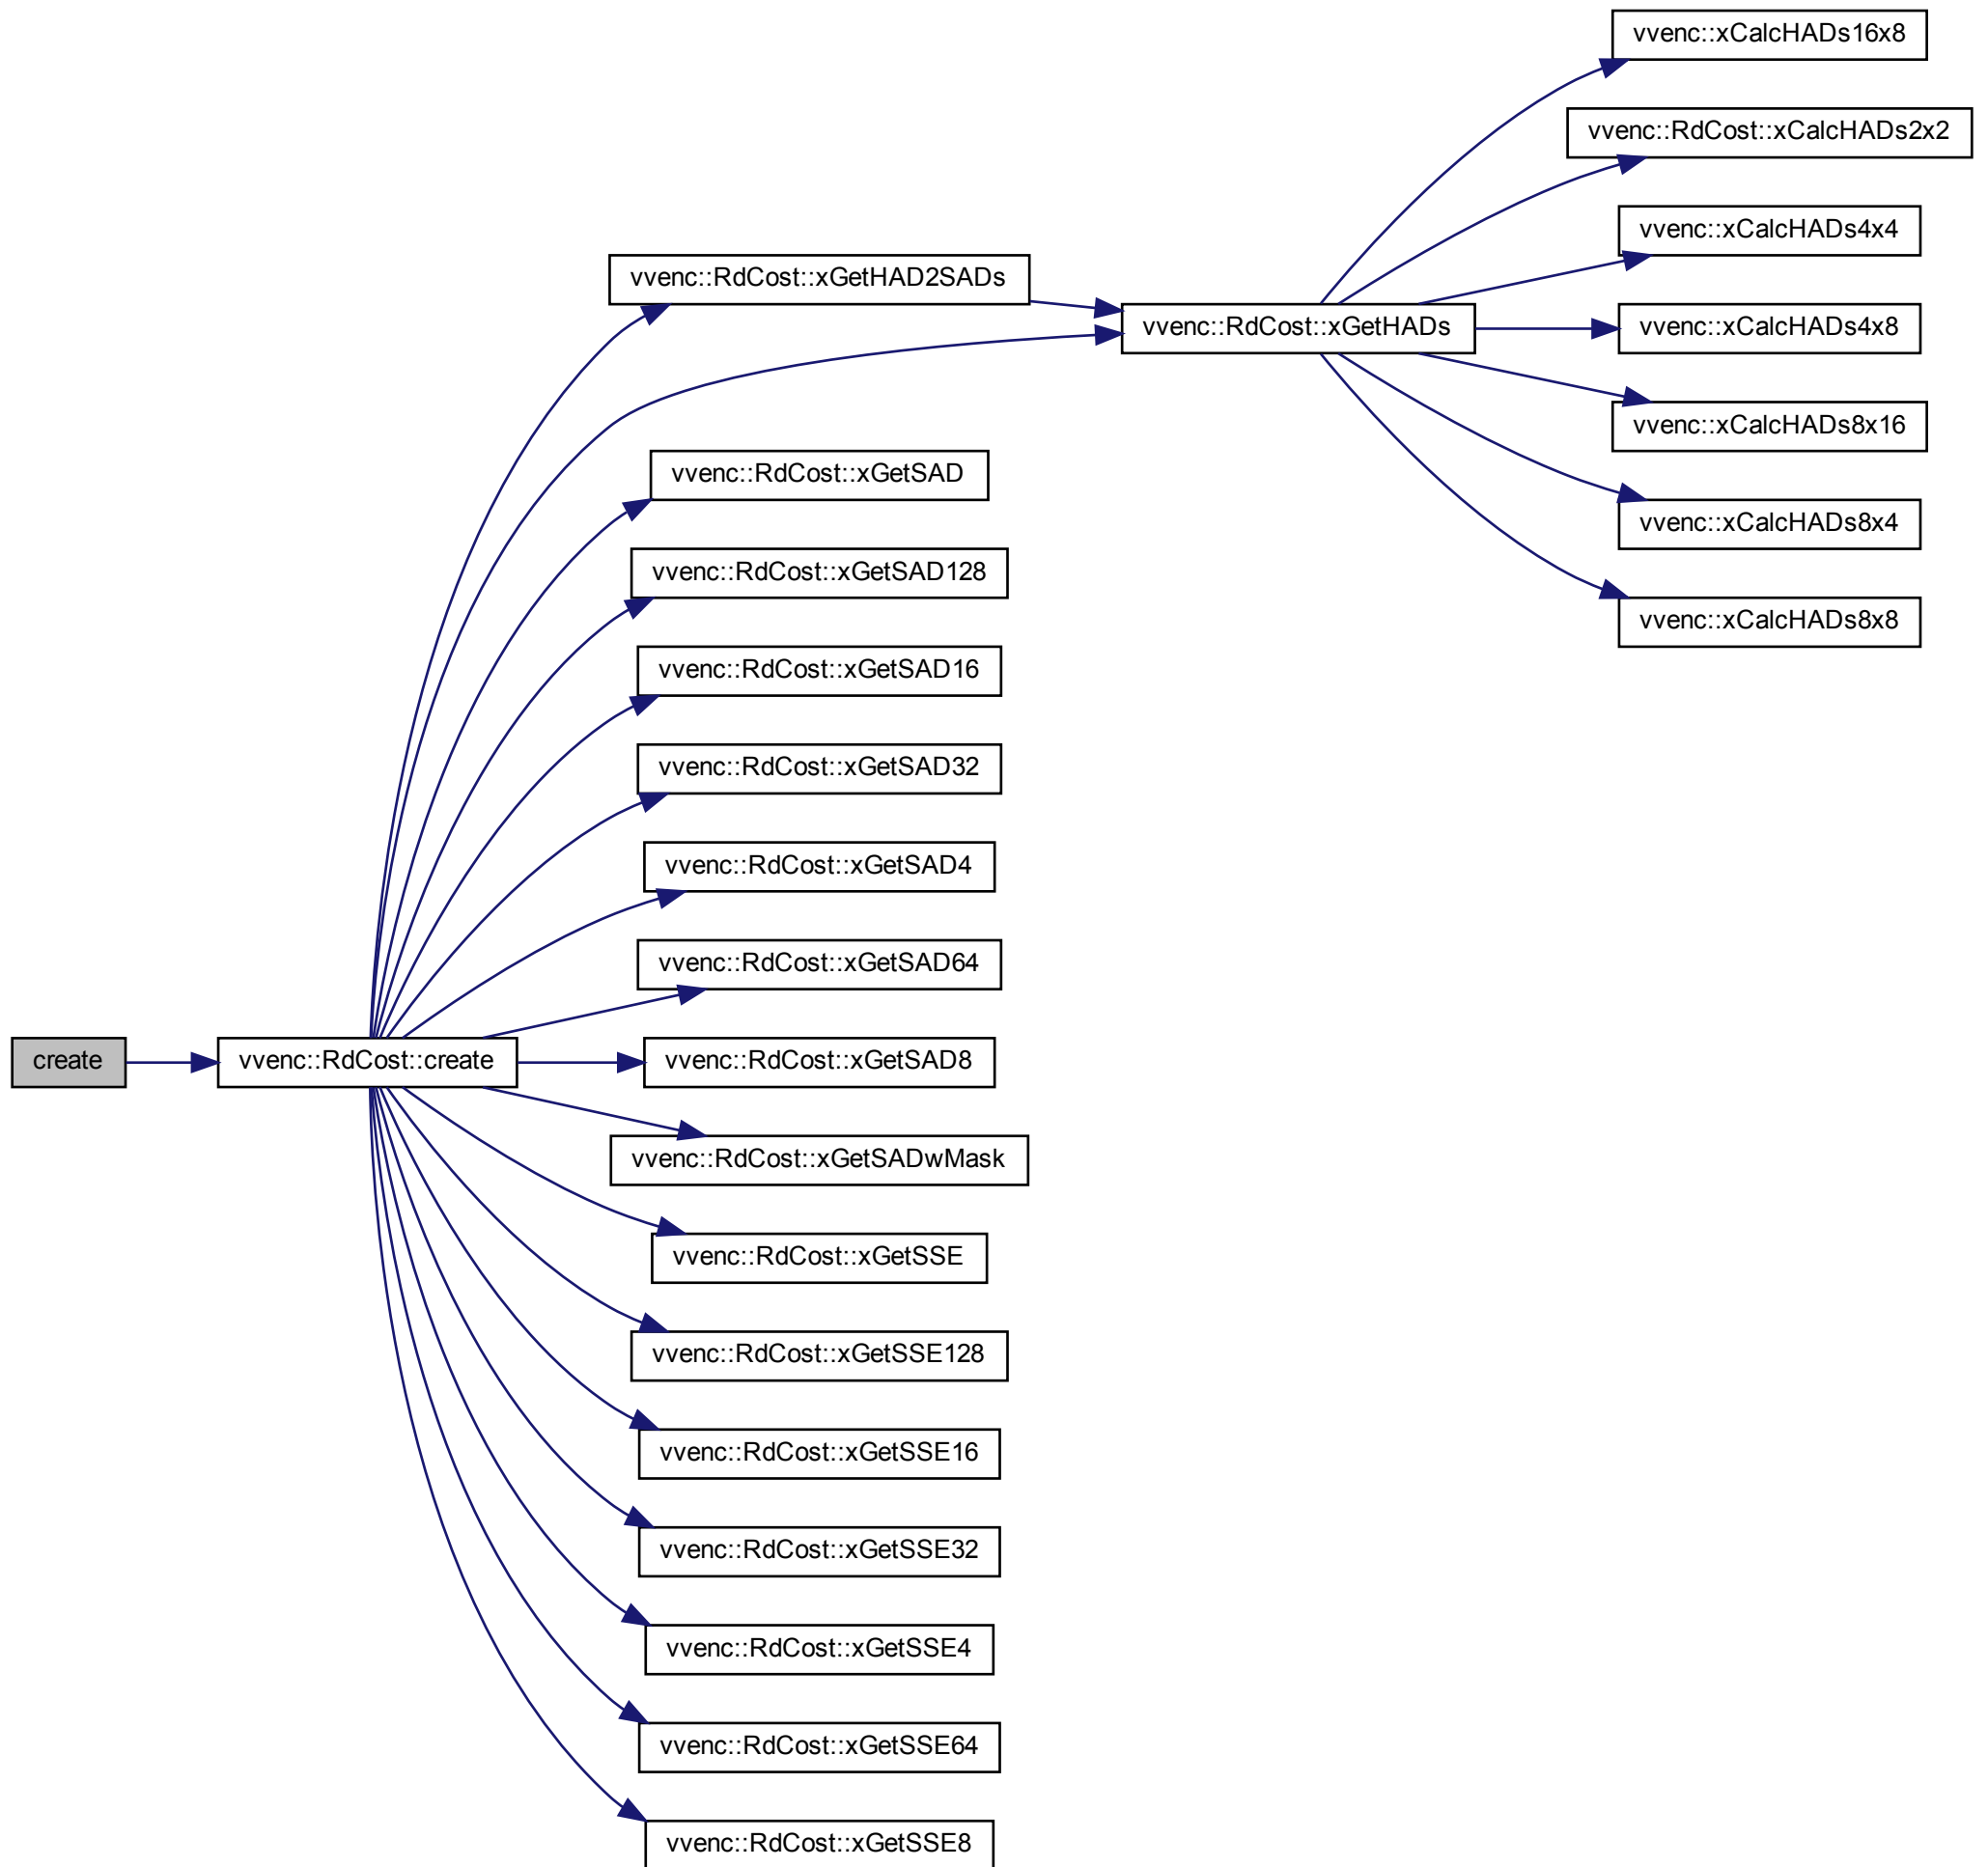 create
vvenc::RdCost::create
vvenc::RdCost::xGetHAD2SADs
vvenc::RdCost::xGetHADs
vvenc::xCalcHADs16x8
vvenc::RdCost::xCalcHADs2x2
vvenc::xCalcHADs4x4
vvenc::xCalcHADs4x8
vvenc::xCalcHADs8x16
vvenc::xCalcHADs8x4
vvenc::xCalcHADs8x8
vvenc::RdCost::xGetSAD
vvenc::RdCost::xGetSAD128
vvenc::RdCost::xGetSAD16
vvenc::RdCost::xGetSAD32
vvenc::RdCost::xGetSAD4
vvenc::RdCost::xGetSAD64
vvenc::RdCost::xGetSAD8
vvenc::RdCost::xGetSADwMask
vvenc::RdCost::xGetSSE
vvenc::RdCost::xGetSSE128
vvenc::RdCost::xGetSSE16
vvenc::RdCost::xGetSSE32
vvenc::RdCost::xGetSSE4
vvenc::RdCost::xGetSSE64
vvenc::RdCost::xGetSSE8